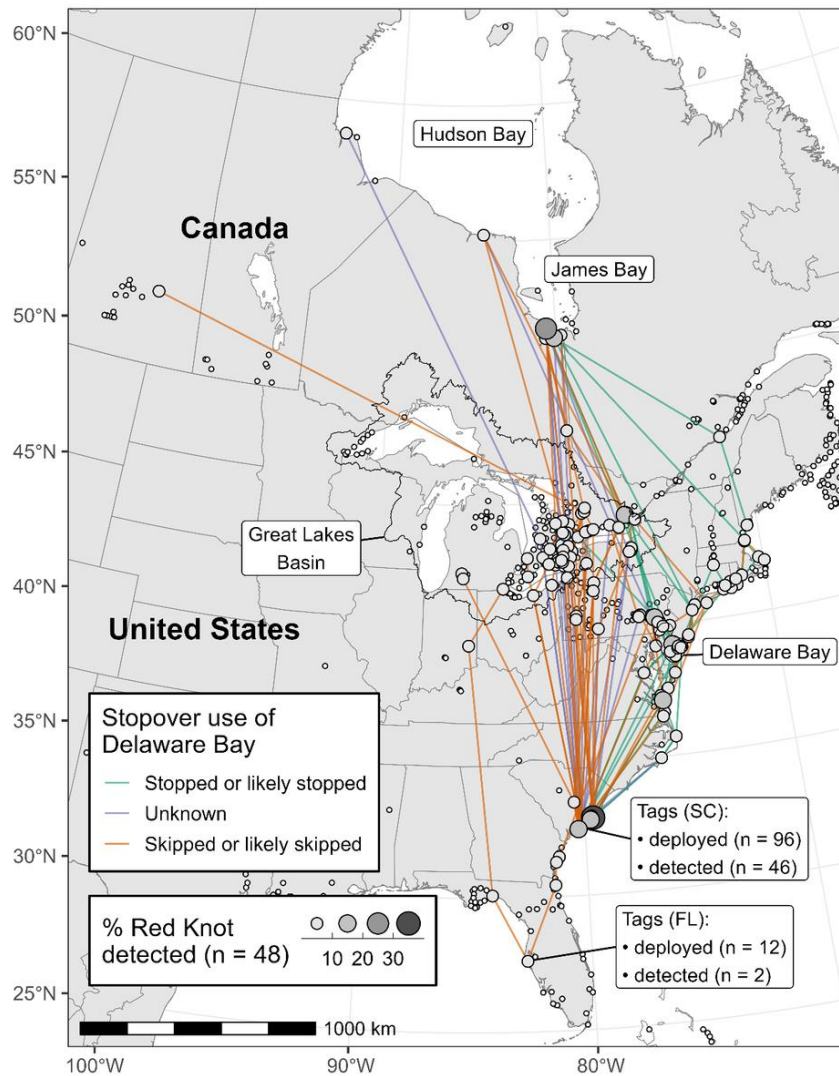 60°N
55°N
50°N
45°N
40°N
35°N
30°N
25°N
Hudson Bay
Canada
James Bay
Great Lakes
Basin
United States
Delaware Bay
Stopover use of
Delaware Bay
Stopped or likely stopped
Unknown
Skipped or likely skipped
Tags (SC):
• deployed (n = 96)
• detected (n = 46)
% Red Knot
detected (n = 48)
10 20 30
Tags (FL):
• deployed (n = 12)
• detected (n = 2)
1000 km
100°W 90°W 80°W